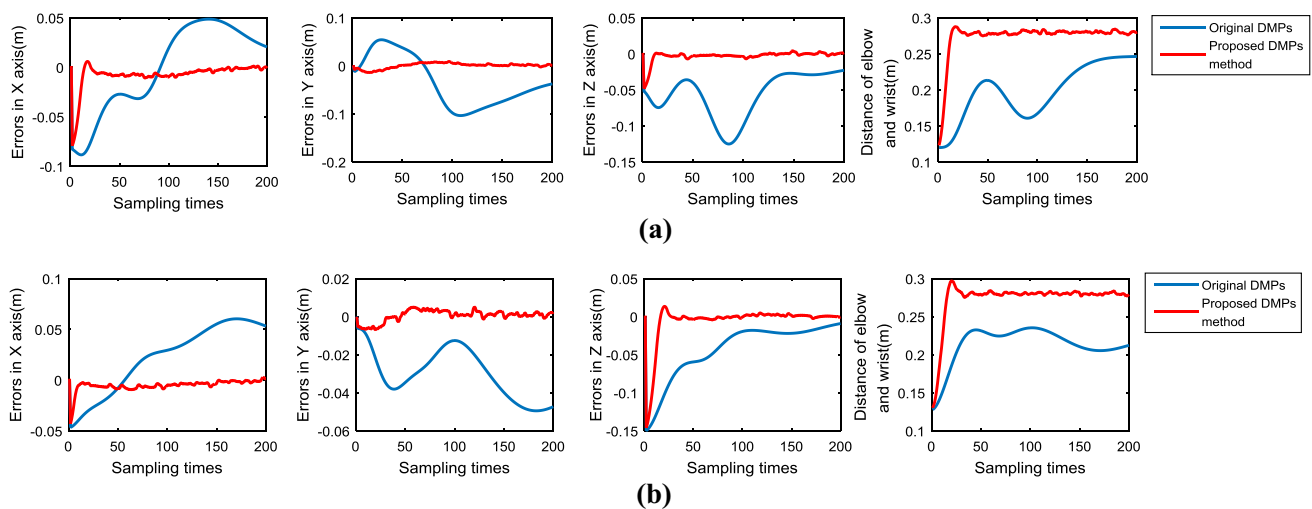 Errors in X axis(m)
0.05
0
-0.05
-0.1
0 50 100 150 200
Sampling times
Errors in Y axis(m)
0.1
0
-0.1
-0.2
0 50 100 150 200
Sampling times
Errors in Z axis(m)
0.05
0
-0.05
-0.1
-0.15
0 50 100 150 200
Sampling times
Distance of elbow
and wrist(m)
0.3
0.25
0.2
0.15
0.1
0 50 100 150 200
Sampling times
Original DMPs
Proposed DMPs
method
(a)
Errors in X axis(m)
0.1
0.05
0
-0.05
0 50 100 150 200
Sampling times
Errors in Y axis(m)
0.02
0
-0.02
-0.04
-0.06
0 50 100 150 200
Sampling times
Errors in Z axis(m)
0.05
0
-0.05
-0.1
-0.15
0 50 100 150 200
Sampling times
Distance of elbow
and wrist(m)
0.3
0.25
0.2
0.15
0.1
0 50 100 150 200
Sampling times
Original DMPs
Proposed DMPs
method
(b)